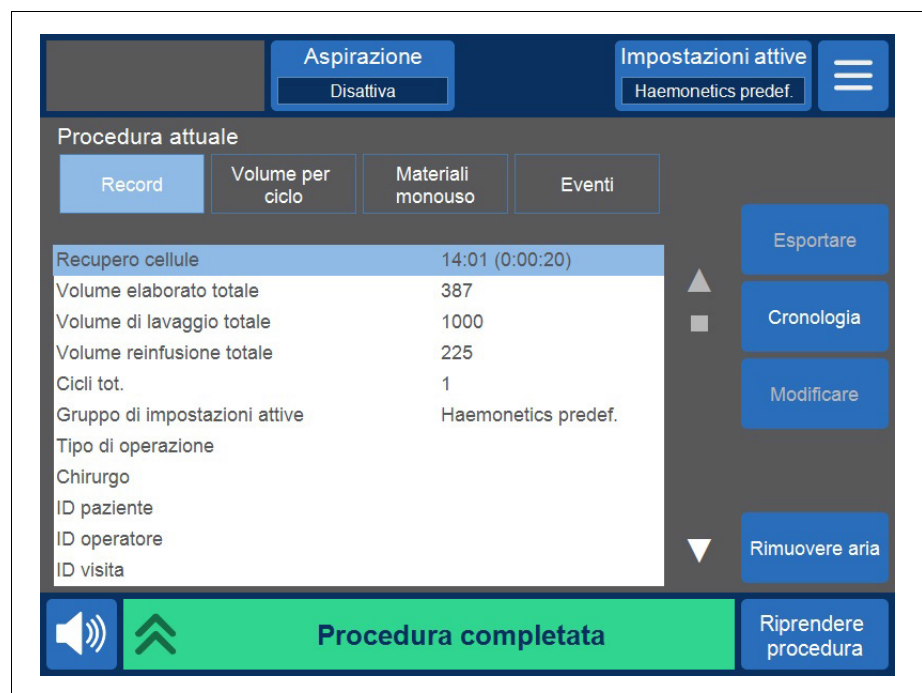 Aspirazione
Disattiva
Impostazioni attive
Haemonetics predef.
Procedura attuale
Record
Volume per
ciclo
Materiali
monouso
Eventi
Esportare
Recupero cellule 14:01 (0:00:20)
Volume elaborato totale 387
Volume di lavaggio totale 1000
Cronologia
Volume reinfusione totale 225
Cicli tot. 1
Modificare
Gruppo di impostazioni attive Haemonetics predef.
Tipo di operazione
Chirurgo
ID paziente
ID operatore
Rimuovere aria
ID visita
Procedura completata
Riprendere
procedura